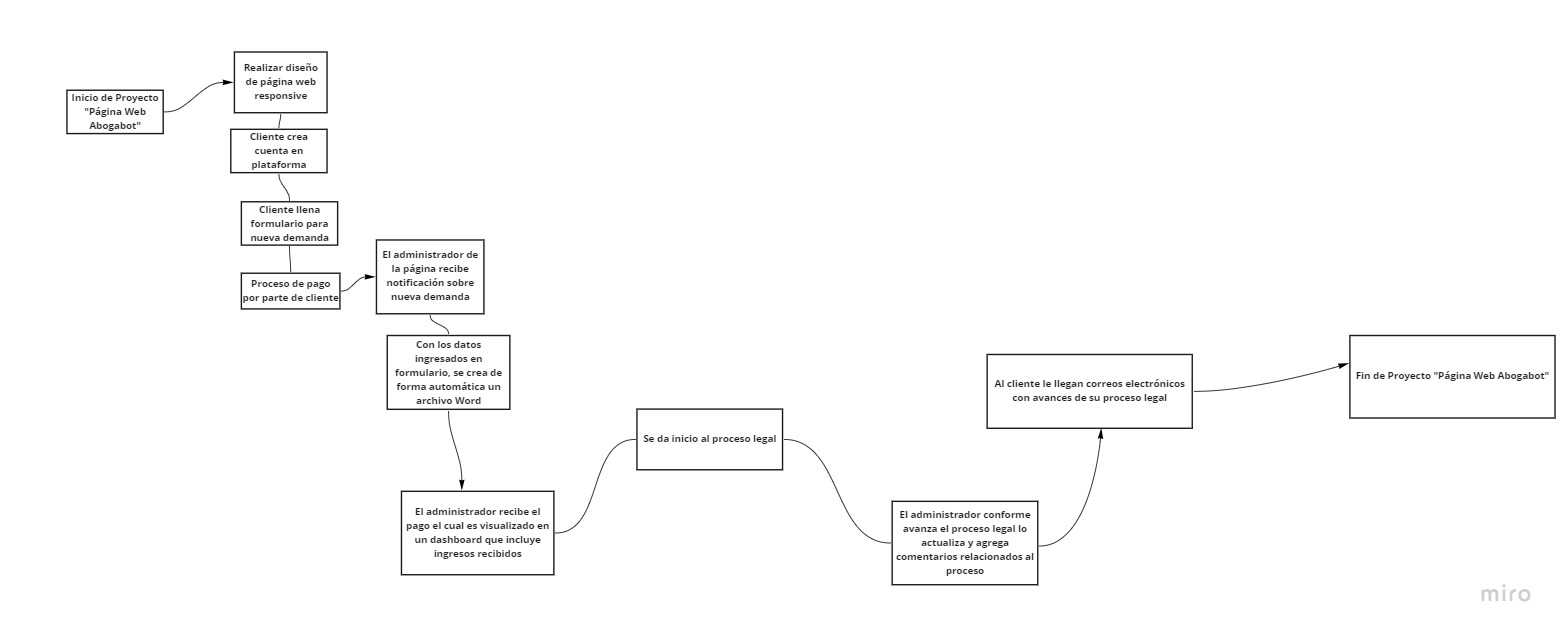 Inicio de Proyecto
"Página Web
Abogabot"
Realizar diseño
de página web
responsive
Cliente crea
cuenta en
plataforma
Cliente llena
formulario para
nueva demanda
Proceso de pago
por parte de cliente
El administrador de
la página recibe
notificación sobre
nueva demanda
Con los datos
ingresados en
formulario, se crea de
forma automática un
archivo Word
El administrador recibe el
pago el cual es visualizado en
un dashboard que incluye
ingresos recibidos
Se da inicio al proceso legal
El administrador conforme
avanza el proceso legal lo
actualiza y agrega
comentarios relacionados al
proceso
Al cliente le llegan correos electrónicos
con avances de su proceso legal
Fin de Proyecto "Página Web Abogabot"
miro